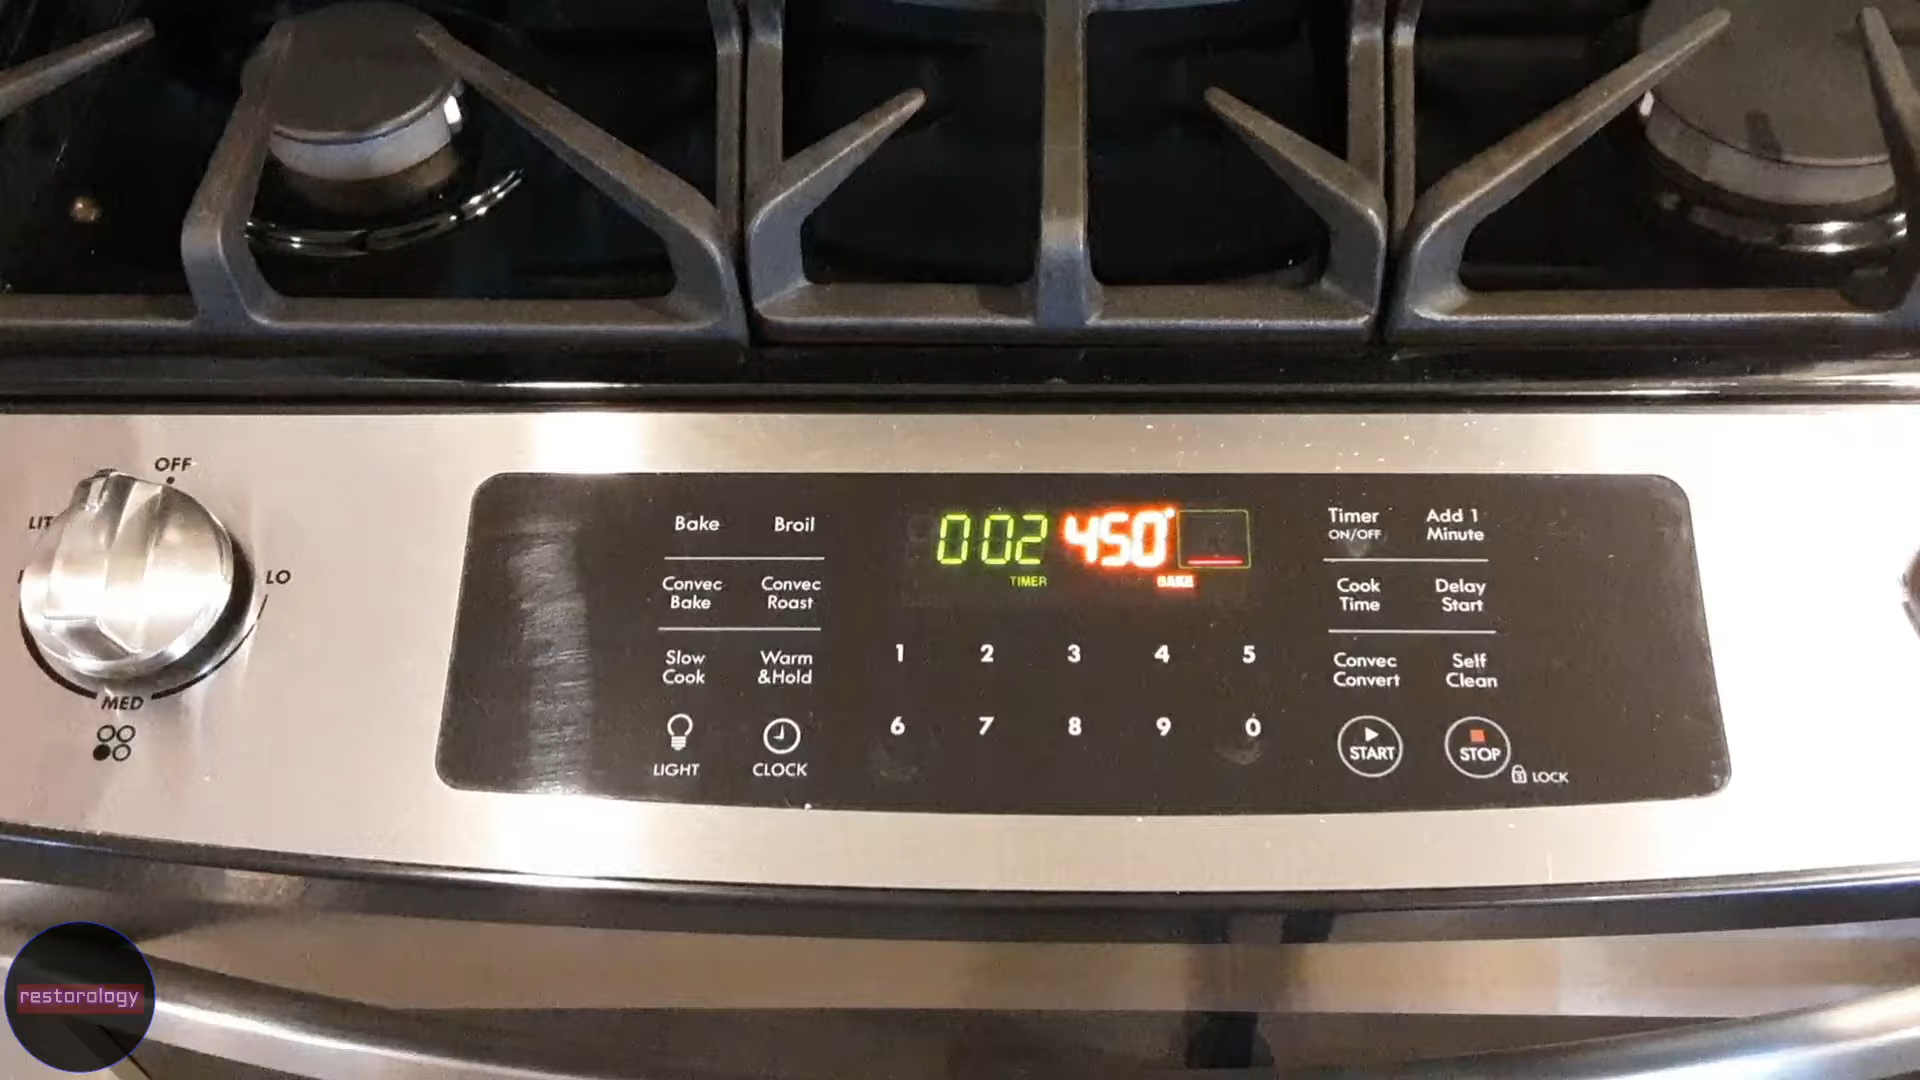 OFF
LIT
LO
MED
Bake
Broil
Convec
Bake
Convec
Roast
Slow
Cook
Warm
&Hold
LIGHT
CLOCK
0 02
TIMER
450°
BAKE
1 2 3 4 5
6 7 8 9 0
Timer
ON/OFF
Add 1
Minute
Cook
Time
Delay
Start
Convec
Convert
Self
Clean
START
STOP
LOCK
restorology